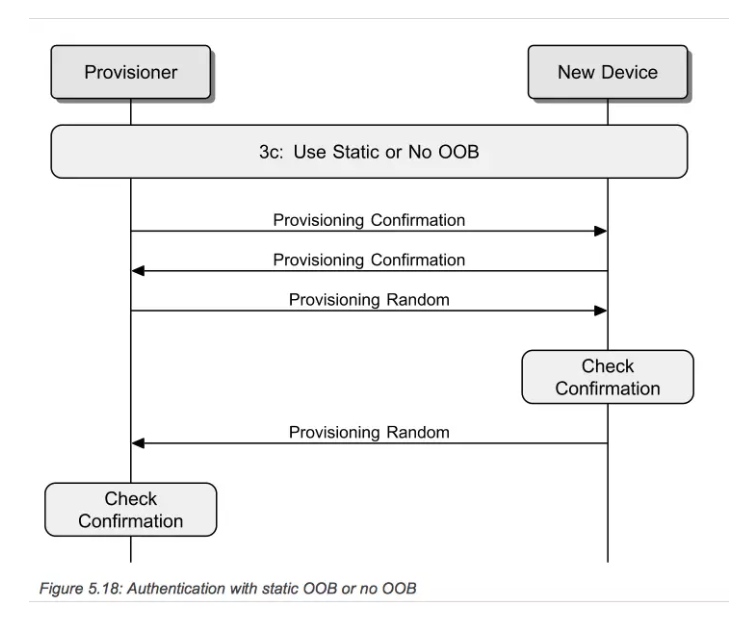 Provisioner
New Device
3c: Use Static or No OOB
Provisioning Confirmation
Provisioning Confirmation
Provisioning Random
Check
Confirmation
Provisioning Random
Check
Confirmation
Figure 5.18: Authentication with static OOB or no OOB